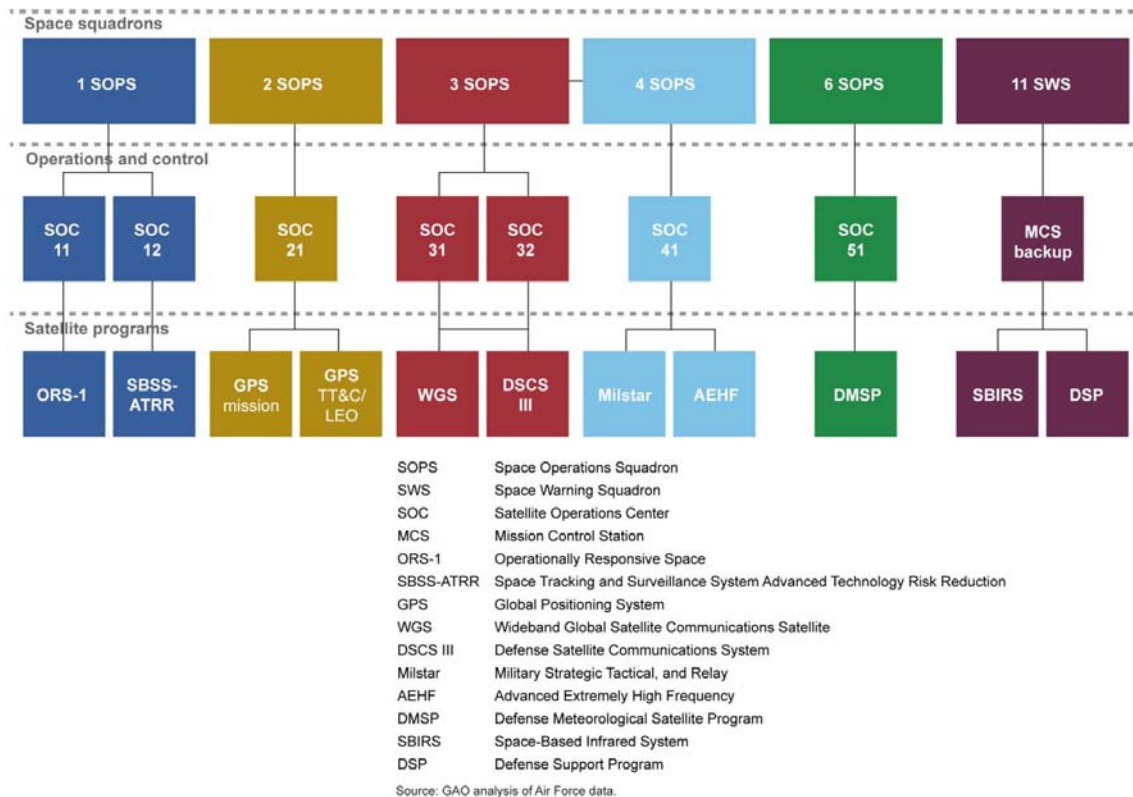 Space squadrons
1 SOPS
2 SOPS
3 SOPS
4 SOPS
6 SOPS
11 SWS
Operations and control
SOC
11
SOC
12
SOC
21
SOC
31
SOC
32
SOC
41
SOC
51
MCS
backup
Satellite programs
ORS-1
SBSS-
ATRR
GPS
mission
GPS
TT&C/
LEO
WGS
DSCS
III
Milstar
AEHF
DMSP
SBIRS
DSP
SOPS Space Operations Squadron
SWS Space Warning Squadron
SOC Satellite Operations Center
MCS Mission Control Station
ORS-1 Operationally Responsive Space
SBSS-ATRR Space Tracking and Surveillance System Advanced Technology Risk Reduction
GPS Global Positioning System
WGS Wideband Global Satellite Communications Satellite
DSCS III Defense Satellite Communications System
Milstar Military Strategic Tactical, and Relay
AEHF Advanced Extremely High Frequency
DMSP Defense Meteorological Satellite Program
SBIRS Space-Based Infrared System
DSP Defense Support Program
Source: GAO analysis of Air Force data.